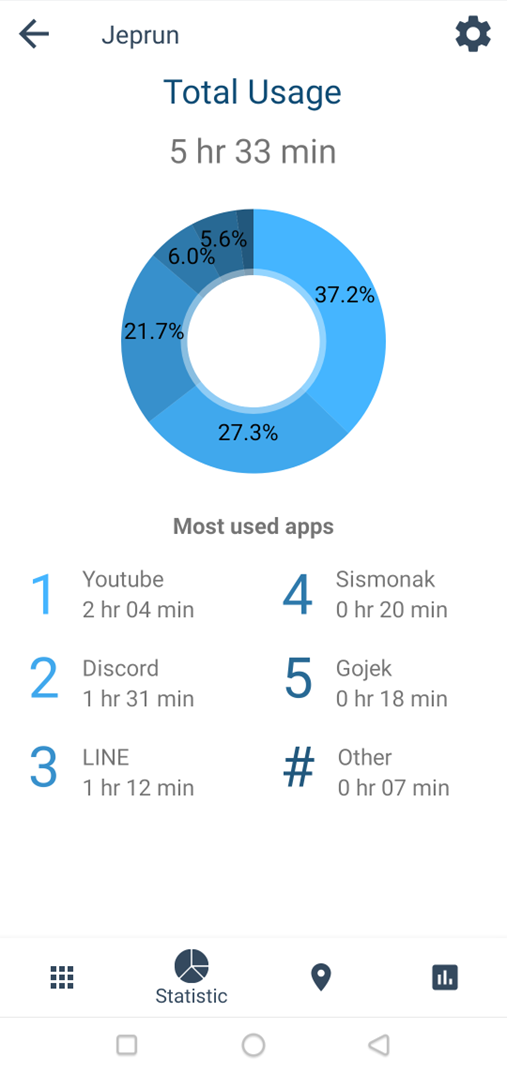 Jeprun
Total Usage
5 hr 33 min
5.6%
6.0%
37.2%
21.7%
27.3%
Most used apps
1 Youtube
2 hr 04 min
4 Sismonak
0 hr 20 min
2 Discord
1 hr 31 min
5 Gojek
0 hr 18 min
3 LINE
1 hr 12 min
# Other
0 hr 07 min
Statistic